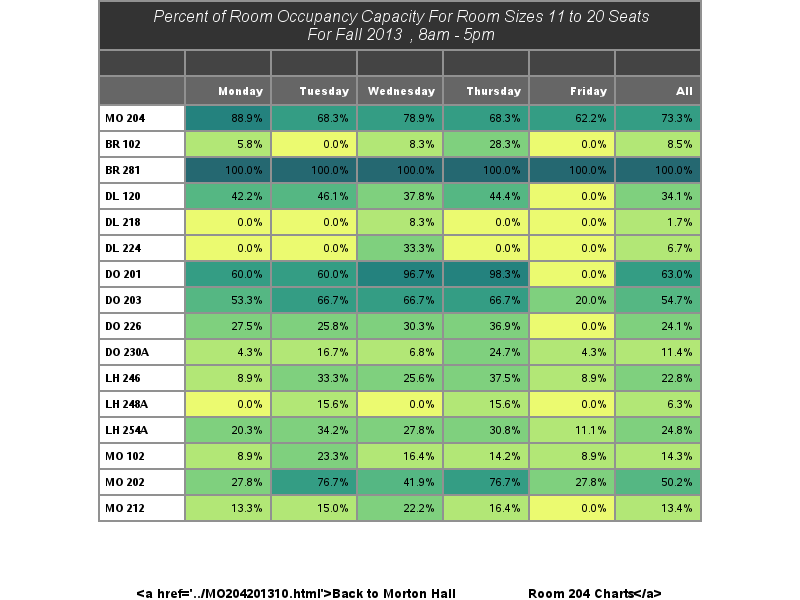 Percent of Room Occupancy Capacity For Room Sizes 11 to 20 Seats
For Fall 2013 , 8am - 5pm
Monday Tuesday Wednesday Thursday Friday All
MO 204 88.9% 68.3% 78.9% 68.3% 62.2% 73.3%
BR 102 5.8% 0.0% 8.3% 28.3% 0.0% 8.5%
BR 281 100.0% 100.0% 100.0% 100.0% 100.0% 100.0%
DL 120 42.2% 46.1% 37.8% 44.4% 0.0% 34.1%
DL 218 0.0% 0.0% 8.3% 0.0% 0.0% 1.7%
DL 224 0.0% 0.0% 33.3% 0.0% 0.0% 6.7%
DO 201 60.0% 60.0% 96.7% 98.3% 0.0% 63.0%
DO 203 53.3% 66.7% 66.7% 66.7% 20.0% 54.7%
DO 226 27.5% 25.8% 30.3% 36.9% 0.0% 24.1%
DO 230A 4.3% 16.7% 6.8% 24.7% 4.3% 11.4%
LH 246 8.9% 33.3% 25.6% 37.5% 8.9% 22.8%
LH 248A 0.0% 15.6% 0.0% 15.6% 0.0% 6.3%
LH 254A 20.3% 34.2% 27.8% 30.8% 11.1% 24.8%
MO 102 8.9% 23.3% 16.4% 14.2% 8.9% 14.3%
MO 202 27.8% 76.7% 41.9% 76.7% 27.8% 50.2%
MO 212 13.3% 15.0% 22.2% 16.4% 0.0% 13.4%
<a href='../MO204201310.html'>Back to Morton Hall Room 204 Charts</a>